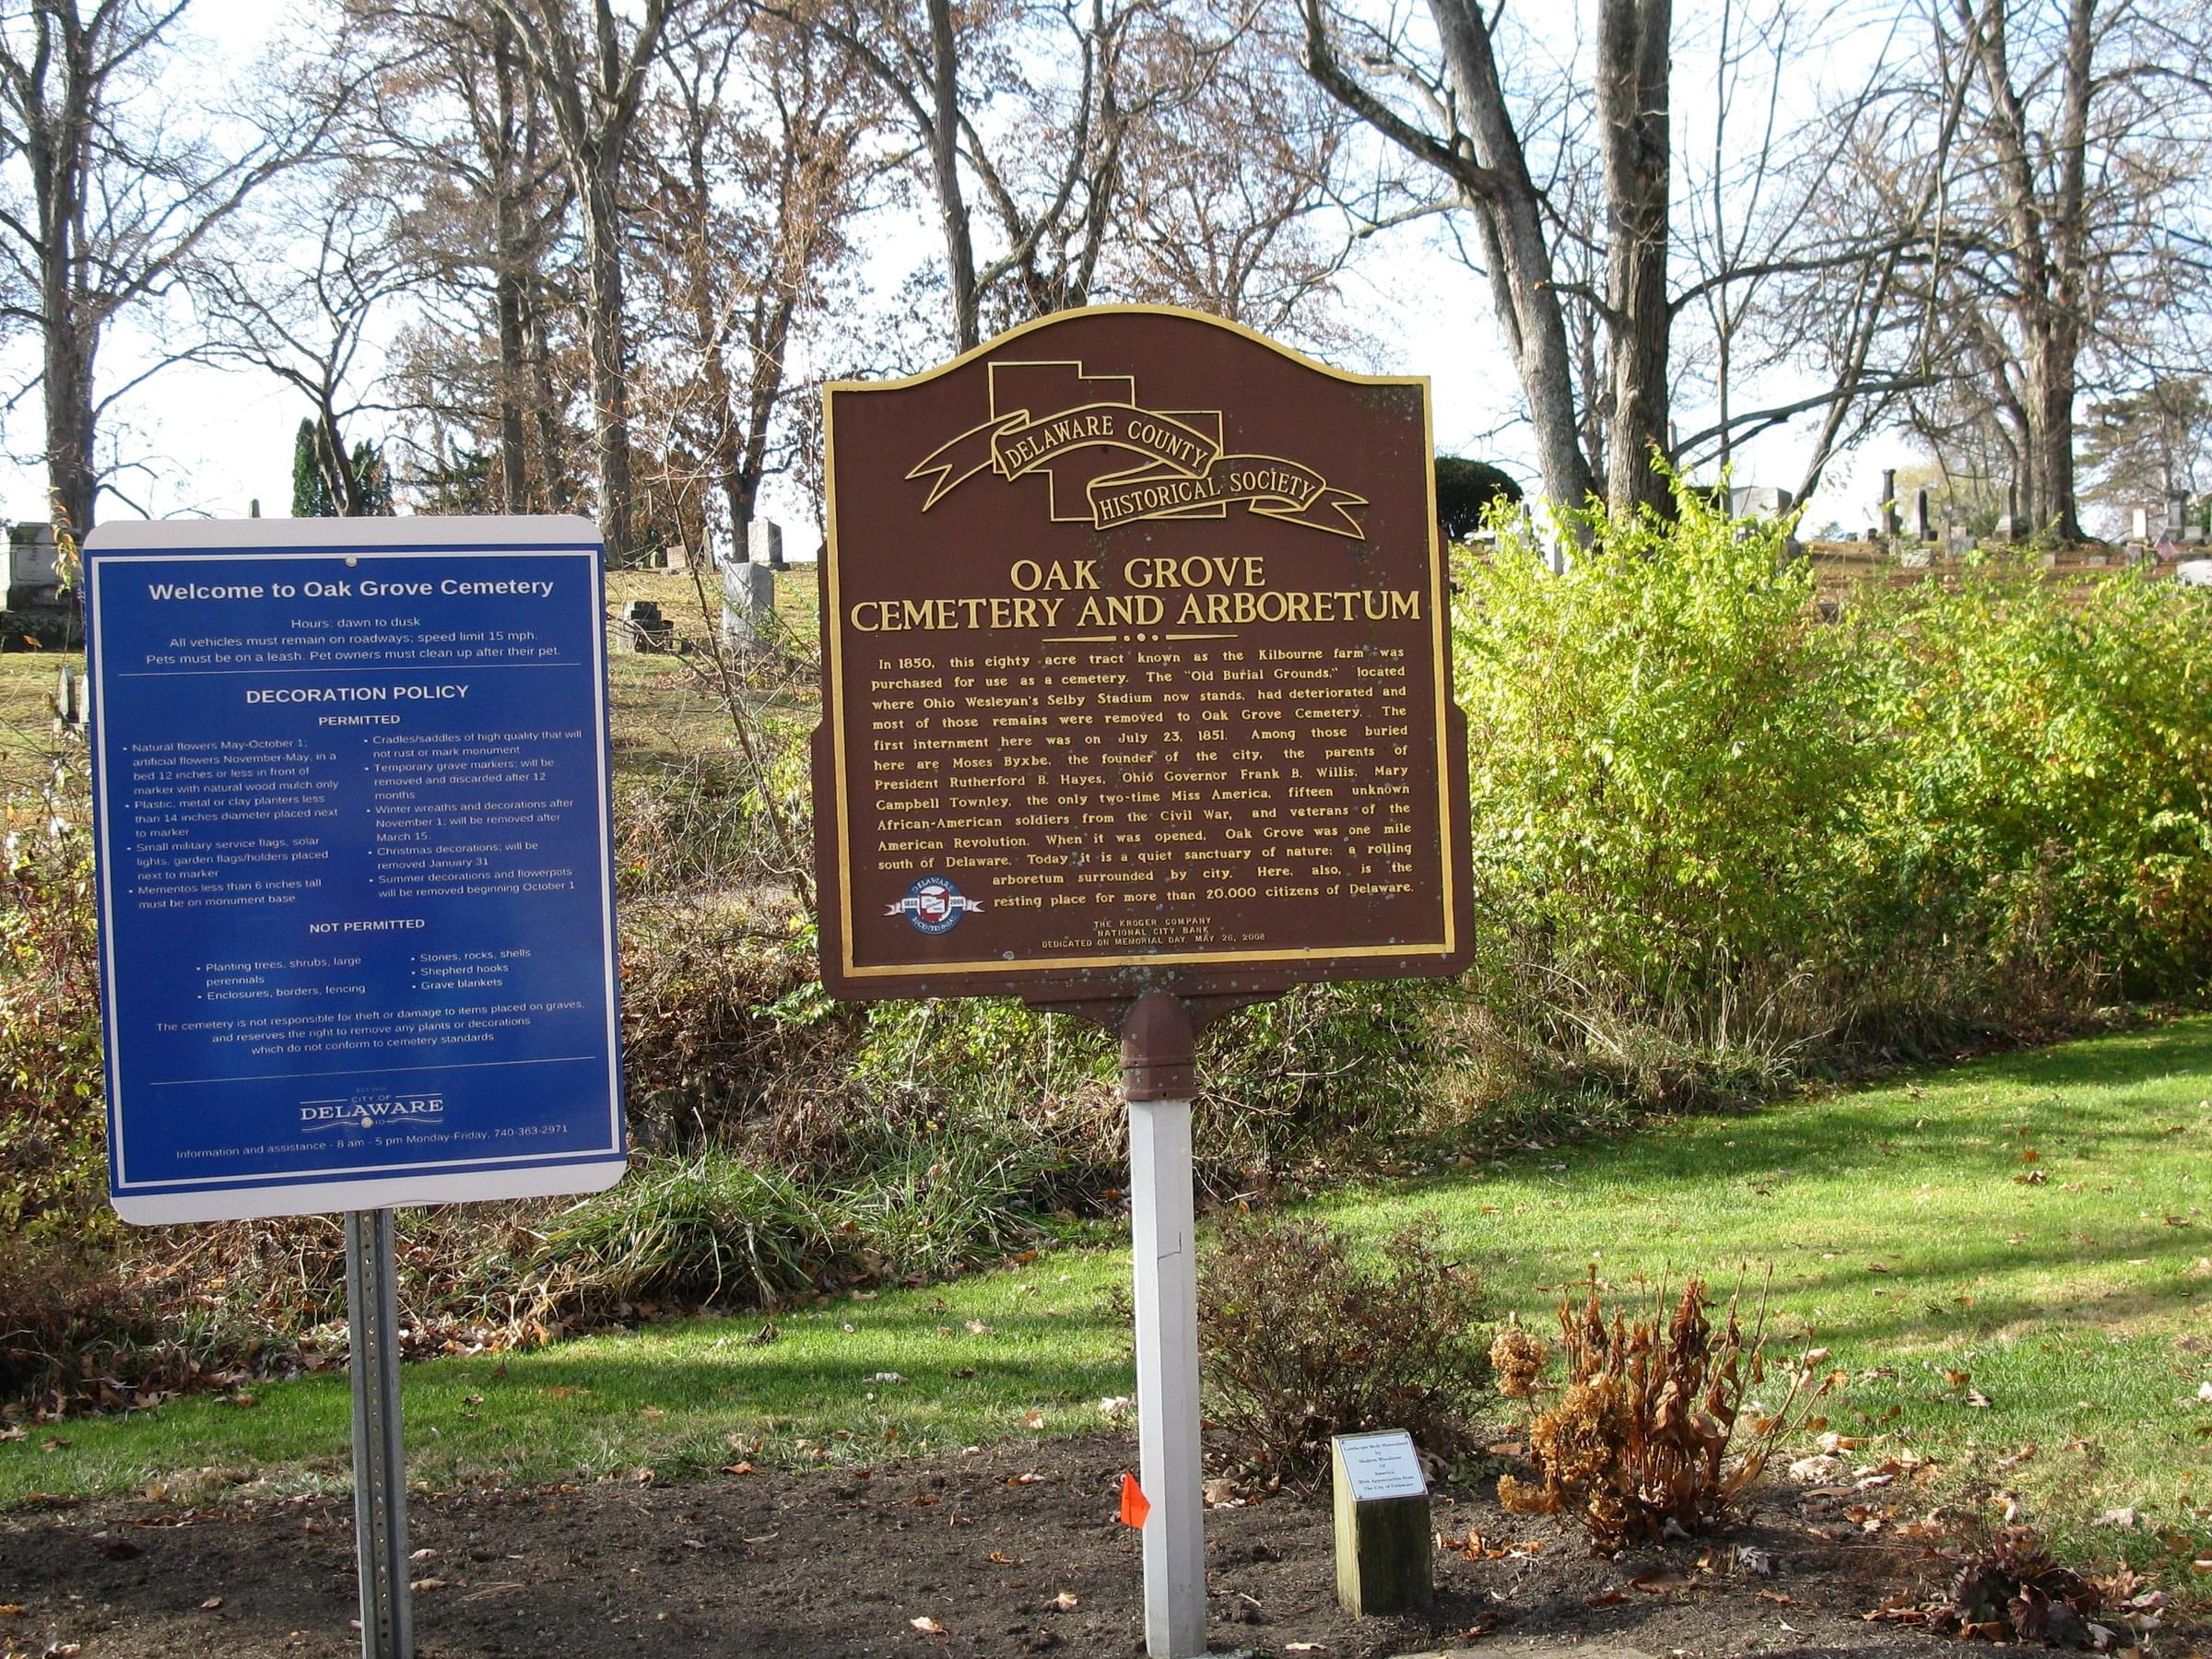 Welcome to Oak Grove Cemetery
Hours: dawn to dusk
All vehicles must remain on roadways; speed limit 15 mph.
Pets must be on a leash. Pet owners must clean up after their pet.
DECORATION POLICY
PERMITTED
• Natural flowers May-October 1;
artificial flowers November-May, in a
bed 12 inches or less in front of
marker with natural wood mulch only
• Plastic, metal or clay planters less
than 14 inches diameter placed next
to marker
• Small military service flags, solar
lights, garden flags/holders placed
next to marker
• Mementos less than 6 inches tall
must be on monument base
• Cradles/saddles of high quality that will
not rust or mark monument
• Temporary grave markers; will be
removed and discarded after 12
months
• Winter wreaths and decorations after
November 1; will be removed after
March 15.
• Christmas decorations; will be
removed January 31
• Summer decorations and flowerpots
will be removed beginning October 1
NOT PERMITTED
• Planting trees, shrubs, large
perennials
• Enclosures, borders, fencing
• Stones, rocks, shells
• Shepherd hooks
• Grave blankets
The cemetery is not responsible for theft or damage to items placed on graves,
and reserves the right to remove any plants or decorations
which do not conform to cemetery standards
CITY OF
DELAWARE
Information and assistance - 8 am - 5 pm Monday-Friday, 740-363-2971
DELAWARE COUNTY
HISTORICAL SOCIETY
OAK GROVE
CEMETERY AND ARBORETUM
In 1850, this eighty acre tract known as the Kilbourne farm was
purchased for use as a cemetery. The "Old Burial Grounds," located
where Ohio Wesleyan's Selby Stadium now stands, had deteriorated and
most of those remains were removed to Oak Grove Cemetery. The
first internment here was on July 23, 1851. Among those buried
here are Moses Byxbe, the founder of the city, the parents of
President Rutherford B. Hayes, Ohio Governor Frank B. Willis, Mary
Campbell Townley, the only two-time Miss America, fifteen unknown
African-American soldiers from the Civil War, and veterans of the
American Revolution. When it was opened, Oak Grove was one mile
south of Delaware. Today it is a quiet sanctuary of nature; a rolling
arboretum surrounded by city. Here, also, is the
resting place for more than 20,000 citizens of Delaware.
DELAWARE
1808 2008
BICENTENNIAL
THE KROGER COMPANY
NATIONAL CITY BANK
DEDICATED ON MEMORIAL DAY, MAY 26, 2008
Landscape Beds Maintained
by
Modern Woodmen
Of
America
With Appreciation from
The City of Delaware